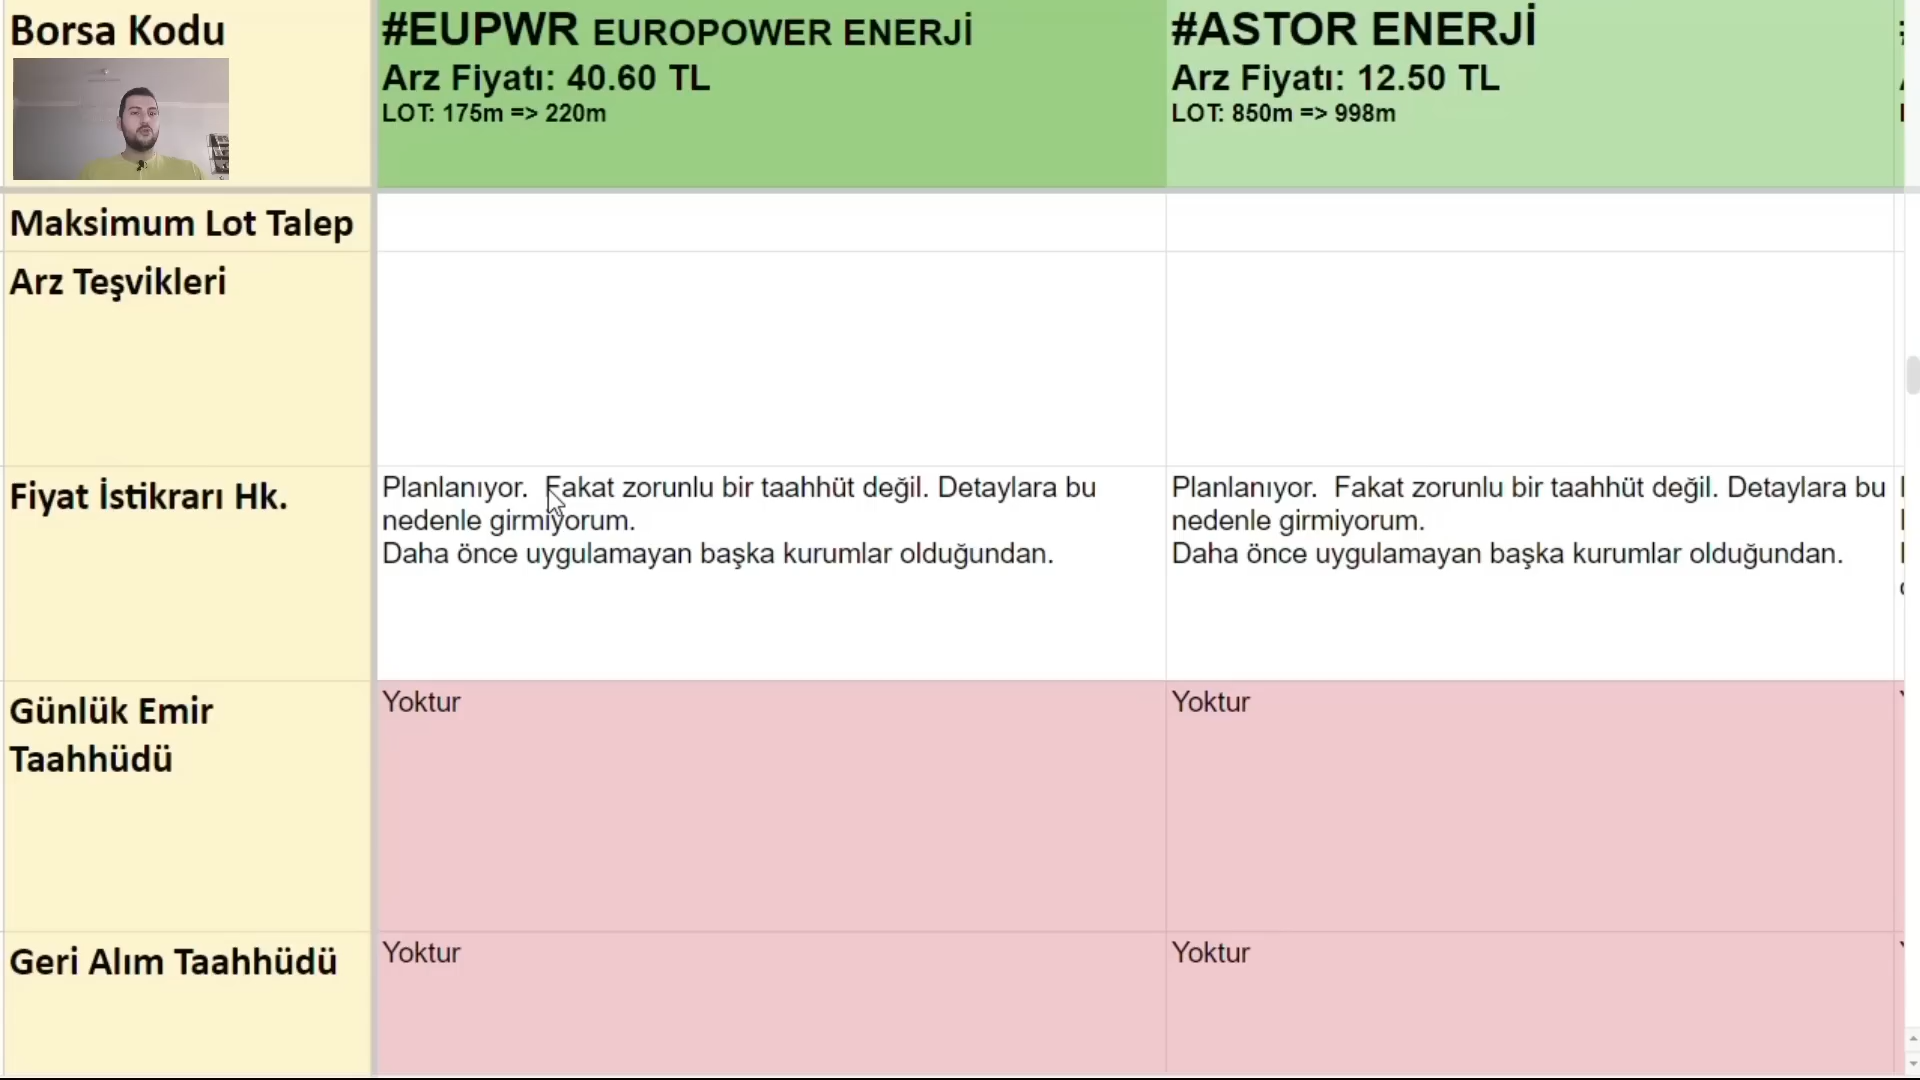 Borsa Kodu
#EUPWR EUROPOWER ENERJİ
Arz Fiyatı: 40.60 TL
LOT: 175m => 220m
#ASTOR ENERJİ
Arz Fiyatı: 12.50 TL
LOT: 850m => 998m
Maksimum Lot Talep
Arz Teşvikleri
Fiyat İstikrarı Hk.
Planlanıyor.  Fakat zorunlu bir taahhüt değil. Detaylara bu
nedenle girmiyorum.
Daha önce uygulamayan başka kurumlar olduğundan.
Planlanıyor.  Fakat zorunlu bir taahhüt değil. Detaylara bu
nedenle girmiyorum.
Daha önce uygulamayan başka kurumlar olduğundan.
Günlük Emir
Taahhüdü
Yoktur
Yoktur
Geri Alım Taahhüdü
Yoktur
Yoktur